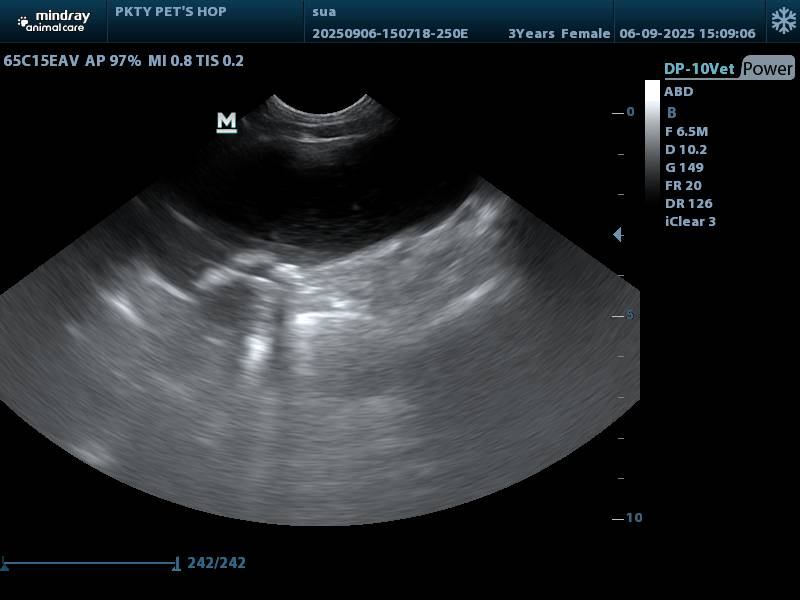 mindray
animal care
PKTY PET'S HOP
sua
20250906-150718-250E
3Years Female
06-09-2025 15:09:06
65C15EAV AP 97% MI 0.8 TIS 0.2
DP-10Vet
Power
ABD
B
F 6.5M
D 10.2
G 149
FR 20
DR 126
iClear 3
M
0
5
10
242/242